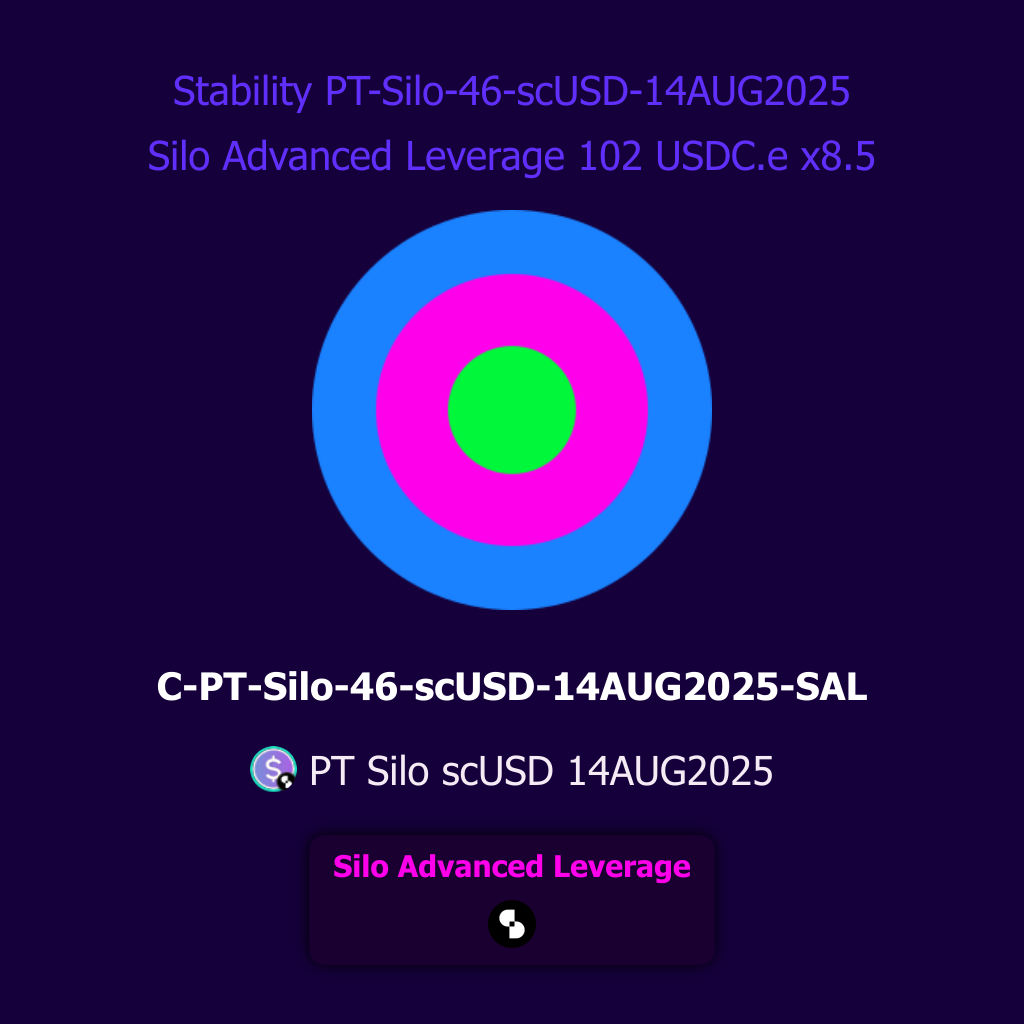 Stability PT-Silo-46-scUSD-14AUG2025
Silo Advanced Leverage 102 USDC.e x8.5
C-PT-Silo-46-scUSD-14AUG2025-SAL
PT Silo scUSD 14AUG2025
Silo Advanced Leverage